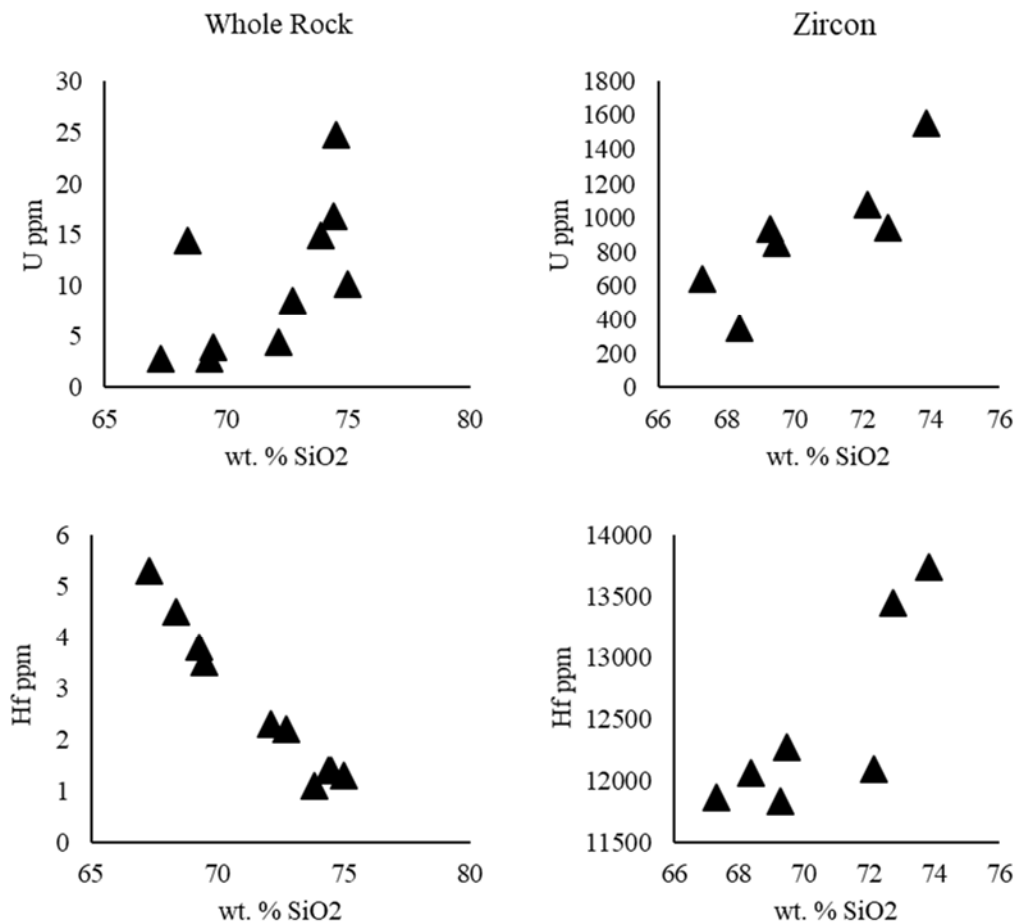 Whole Rock
30
25
20
15
10
5
0
65 70 75 80
U ppm
wt. % SiO2
Zircon
1800
1600
1400
1200
1000
800
600
400
200
0
66 68 70 72 74 76
U ppm
wt. % SiO2
6
5
4
3
2
1
0
65 70 75 80
Hf ppm
wt. % SiO2
14000
13500
13000
12500
12000
11500
66 68 70 72 74 76
Hf ppm
wt. % SiO2